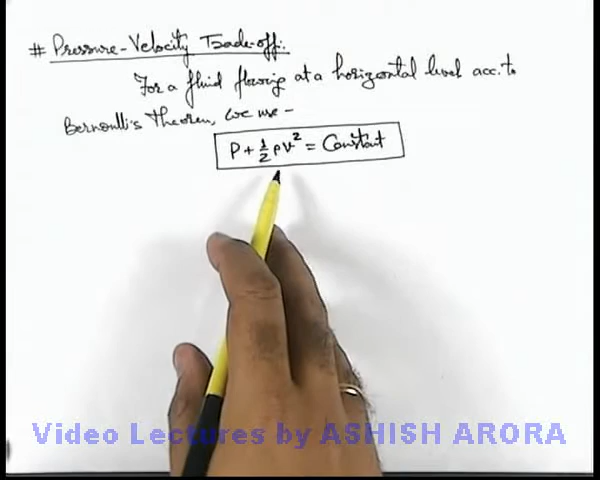 # Pressure-Velocity Trade-off:
For a fluid flowing at a horizontal level acc. to
Bernoulli's Theorem, we use -
P + ½ρv² = Constant
Video Lectures by ASHISH ARORA